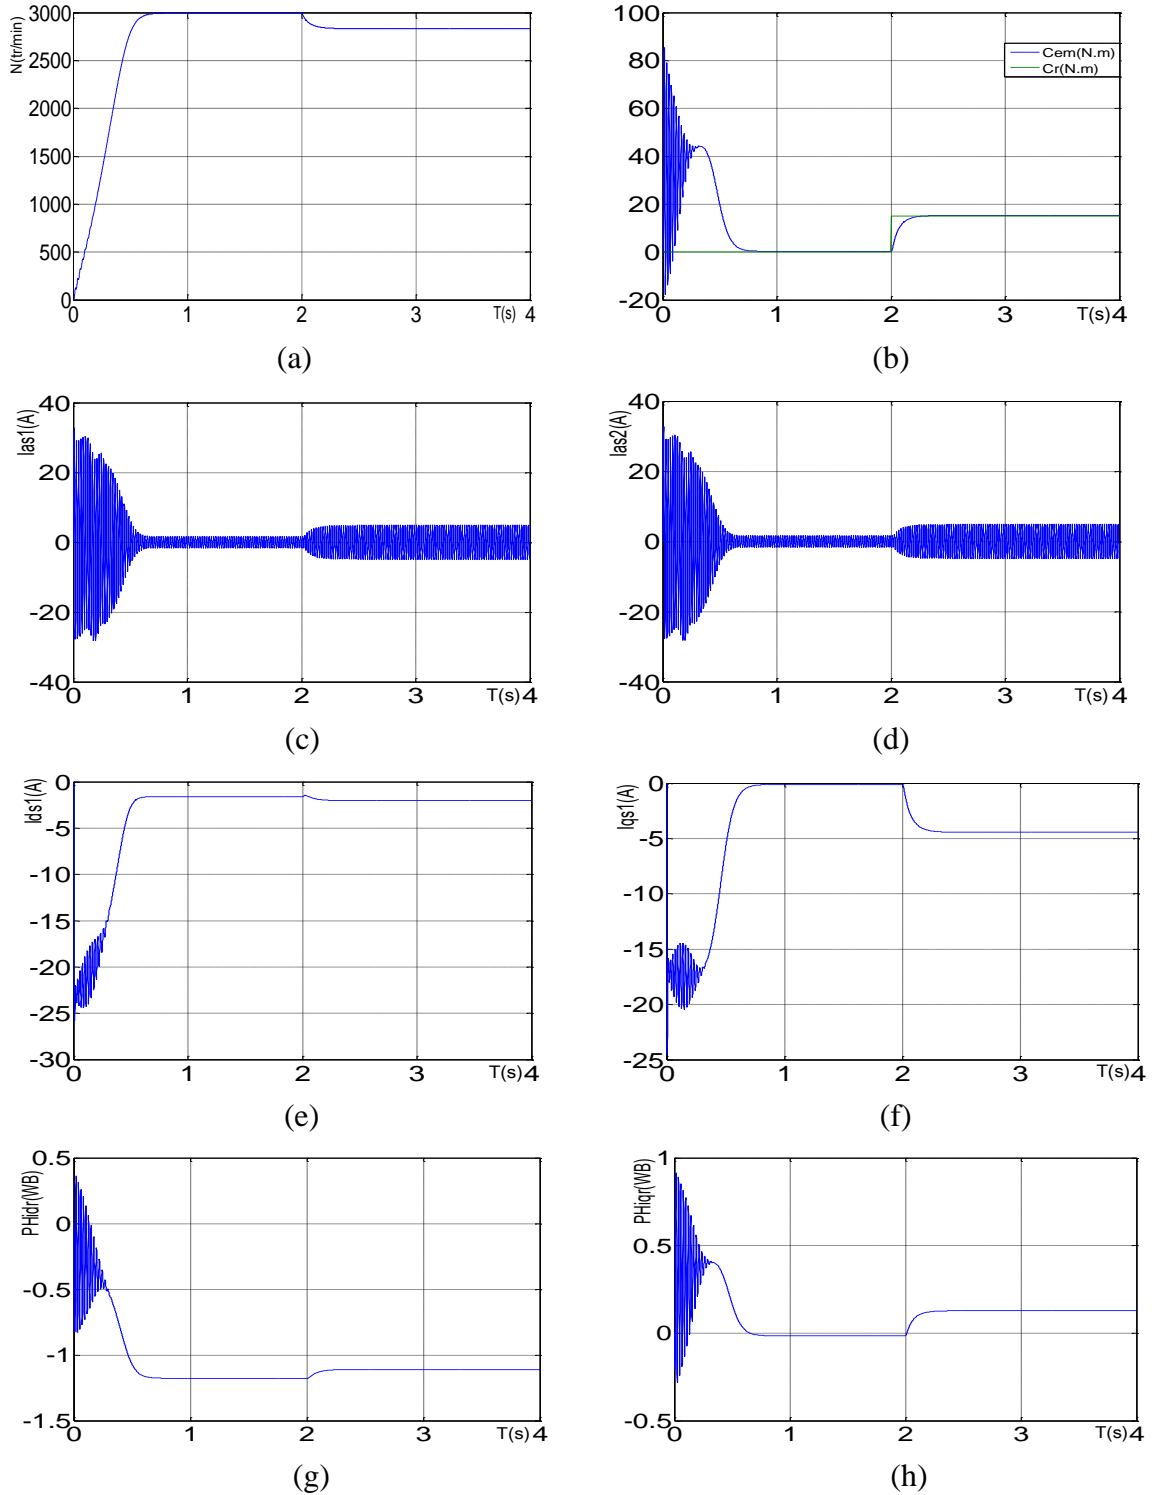 N(tr/min)
3000
2500
2000
1500
1000
500
0
0 1 2 3 T(s) 4
(a)
100
80
60
40
20
0
-20
Cem(N.m)
Cr(N.m)
0 1 2 3 T(s) 4
(b)
Ias1(A)
40
20
0
-20
-40
0 1 2 3 T(s) 4
(c)
Ias2(A)
40
20
0
-20
-40
0 1 2 3 T(s) 4
(d)
Ids1(A)
0
-5
-10
-15
-20
-25
-30
0 1 2 3 T(s) 4
(e)
Iqs1(A)
0
-5
-10
-15
-20
-25
0 1 2 3 T(s) 4
(f)
PHidr(WB)
0.5
0
-0.5
-1
-1.5
0 1 2 3 T(s) 4
(g)
PHiqr(WB)
1
0.5
0
-0.5
0 1 2 3 T(s) 4
(h)